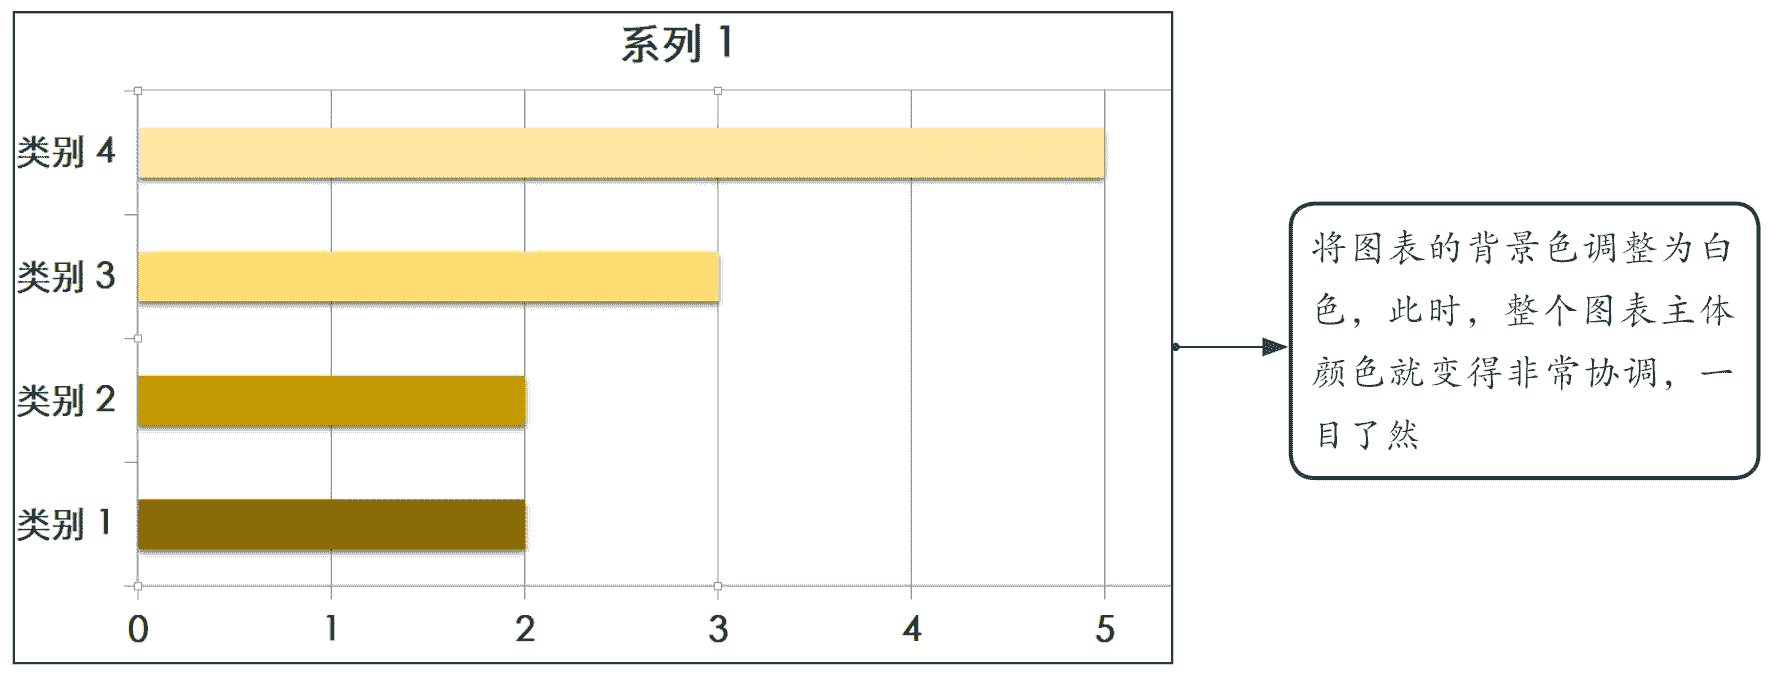 系列 1
类别 4
类别 3
类别 2
类别 1
0 1 2 3 4 5
将图表的背景色调整为白
色，此时，整个图表主体
颜色就变得非常协调，一
目了然